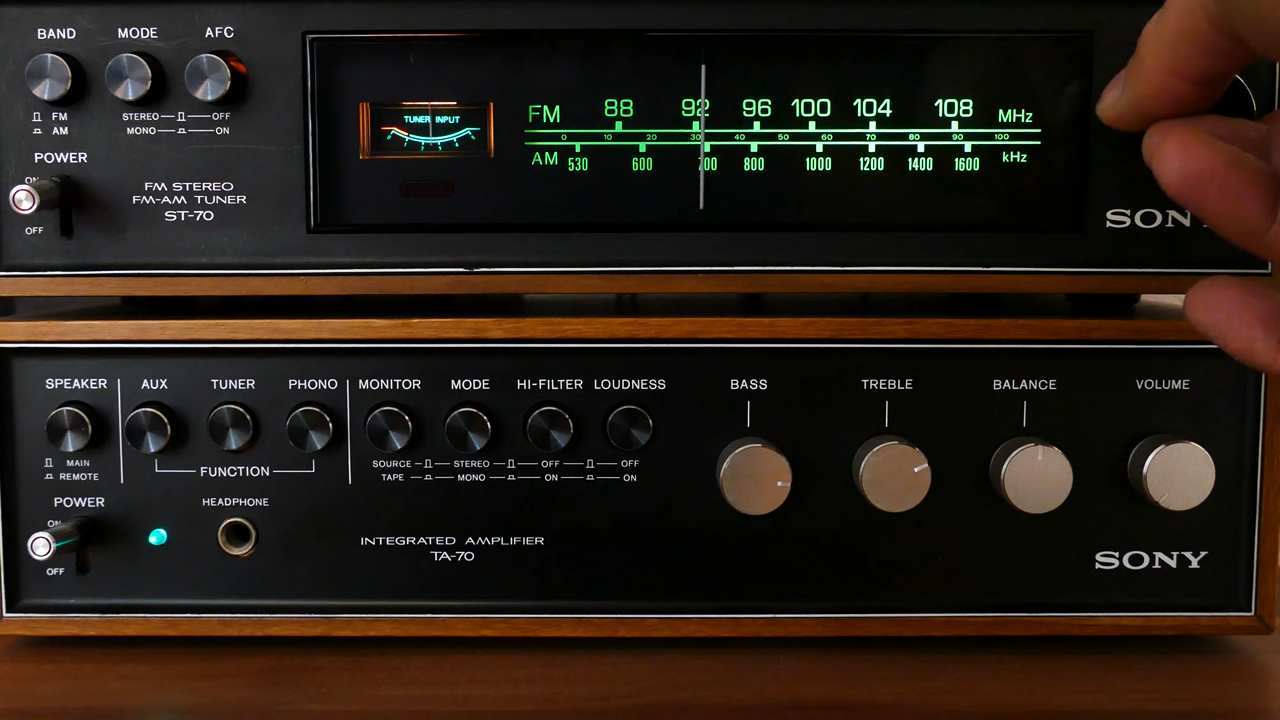 BAND MODE AFC
FM STEREO OFF
AM MONO ON
POWER
ON
OFF
FM STEREO
FM-AM TUNER
ST-70
TUNER INPUT
FM 88 92 96 100 104 108 MHz
0 10 20 30 50 60 70 80 90 100
AM 530 600 700 800 1000 1200 1400 1600 kHz
SON
SPEAKER AUX TUNER PHONO MONITOR MODE HI-FILTER LOUDNESS BASS TREBLE BALANCE VOLUME
MAIN SOURCE STEREO OFF OFF
REMOTE FUNCTION TAPE MONO ON ON
POWER HEADPHONE
ON
OFF
INTEGRATED AMPLIFIER
TA-70
SONY